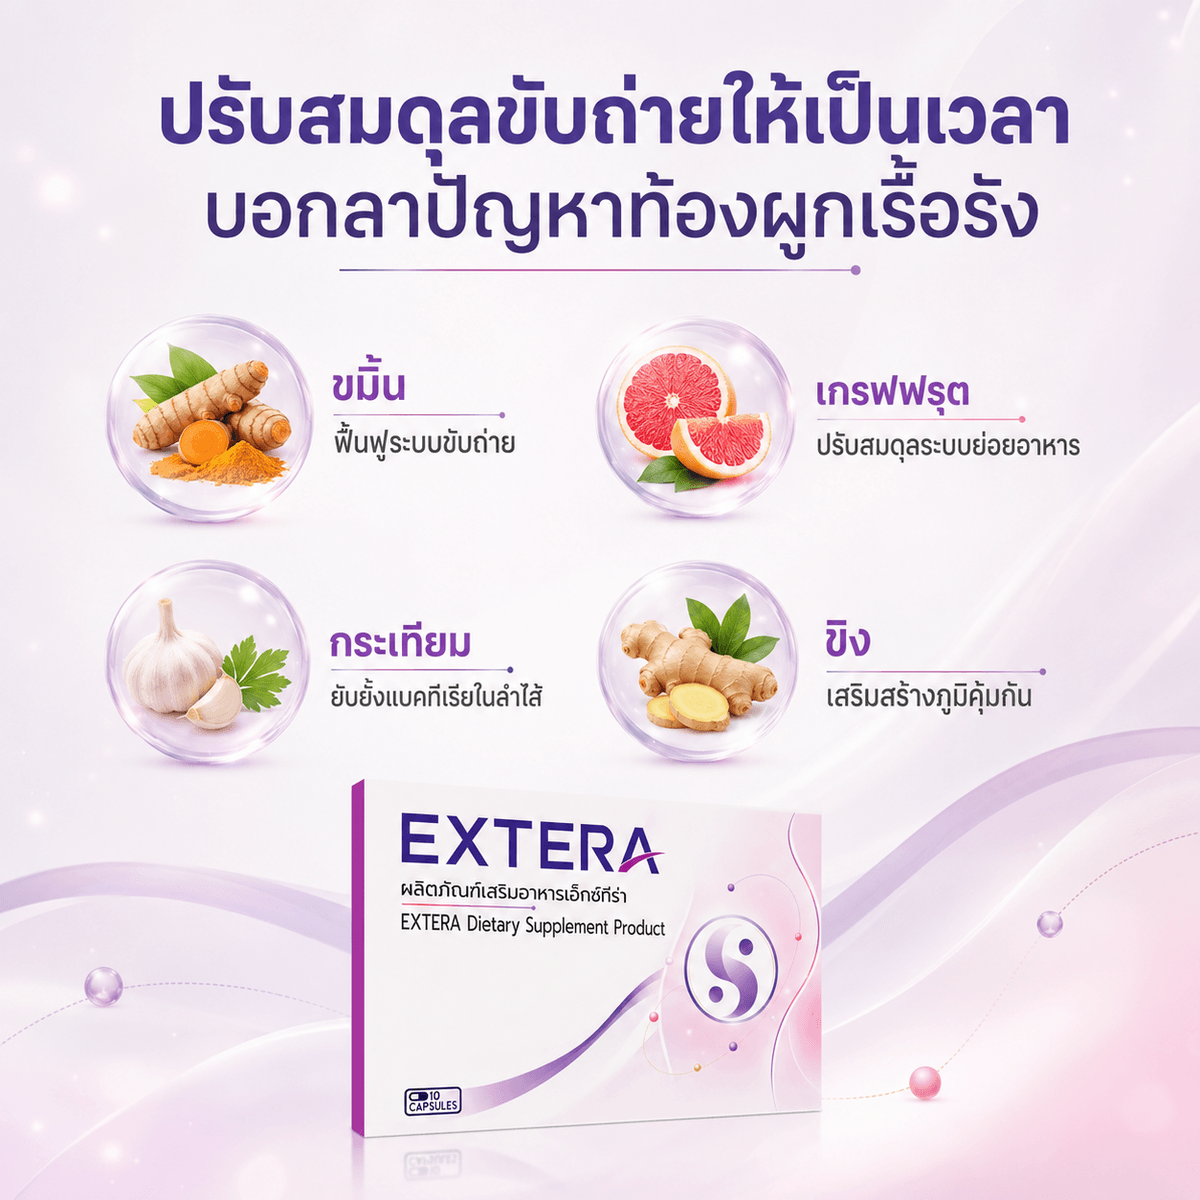 ปรับสมดุลขับถ่ายให้เป็นเวลา
บอกลาปัญหาท้องผูกเรื้อรัง
ขมิ้น
ฟื้นฟูระบบขับถ่าย
เกรฟฟรุต
ปรับสมดุลระบบย่อยอาหาร
กระเทียม
ยับยั้งแบคทีเรียในลำไส้
ขิง
เสริมสร้างภูมิคุ้มกัน
EXTERA
ผลิตภัณฑ์เสริมอาหารเอ็กซ์ทีร่า
EXTERA Dietary Supplement Product
10
CAPSULES